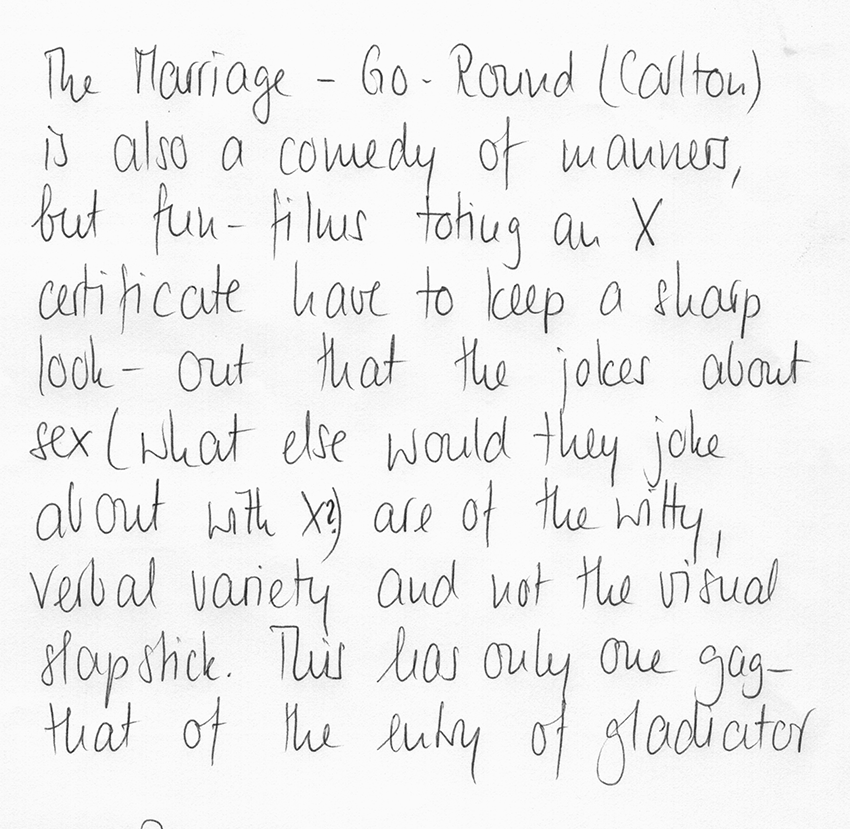 The Marriage - Go - Round (Carlton)
is also a comedy of manners,
but fun - films toting an X
certificate have to keep a sharp
look - out that the jokes about
sex (what else would they joke
about with X?) are of the witty,
verbal variety and not the visual
slapstick. This has only one gag -
that of the entry of gladiator